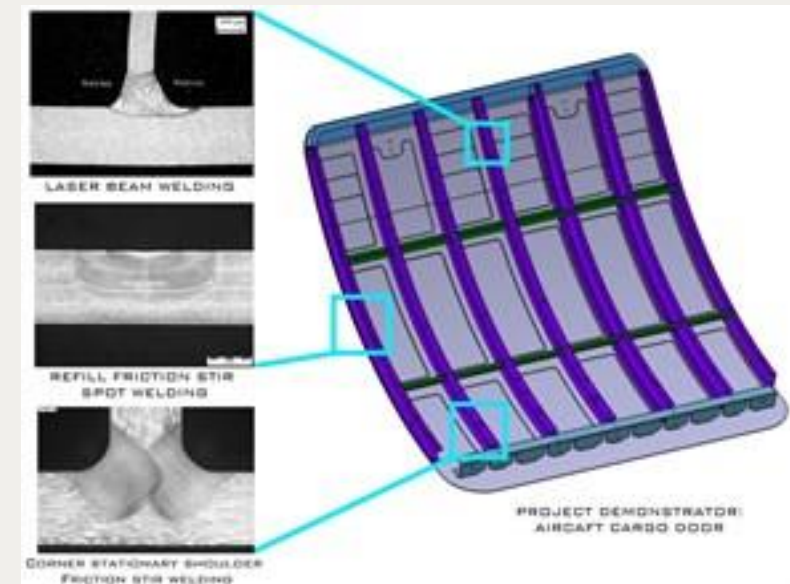 LASER BEAM WELDING
REFILL FRICTION STIR
SPOT WELDING
CORNER STATIONARY SHOULDER
FRICTION STIR WELDING
PROJECT DEMONSTRATOR:
AIRCAFT CARGO DOOR